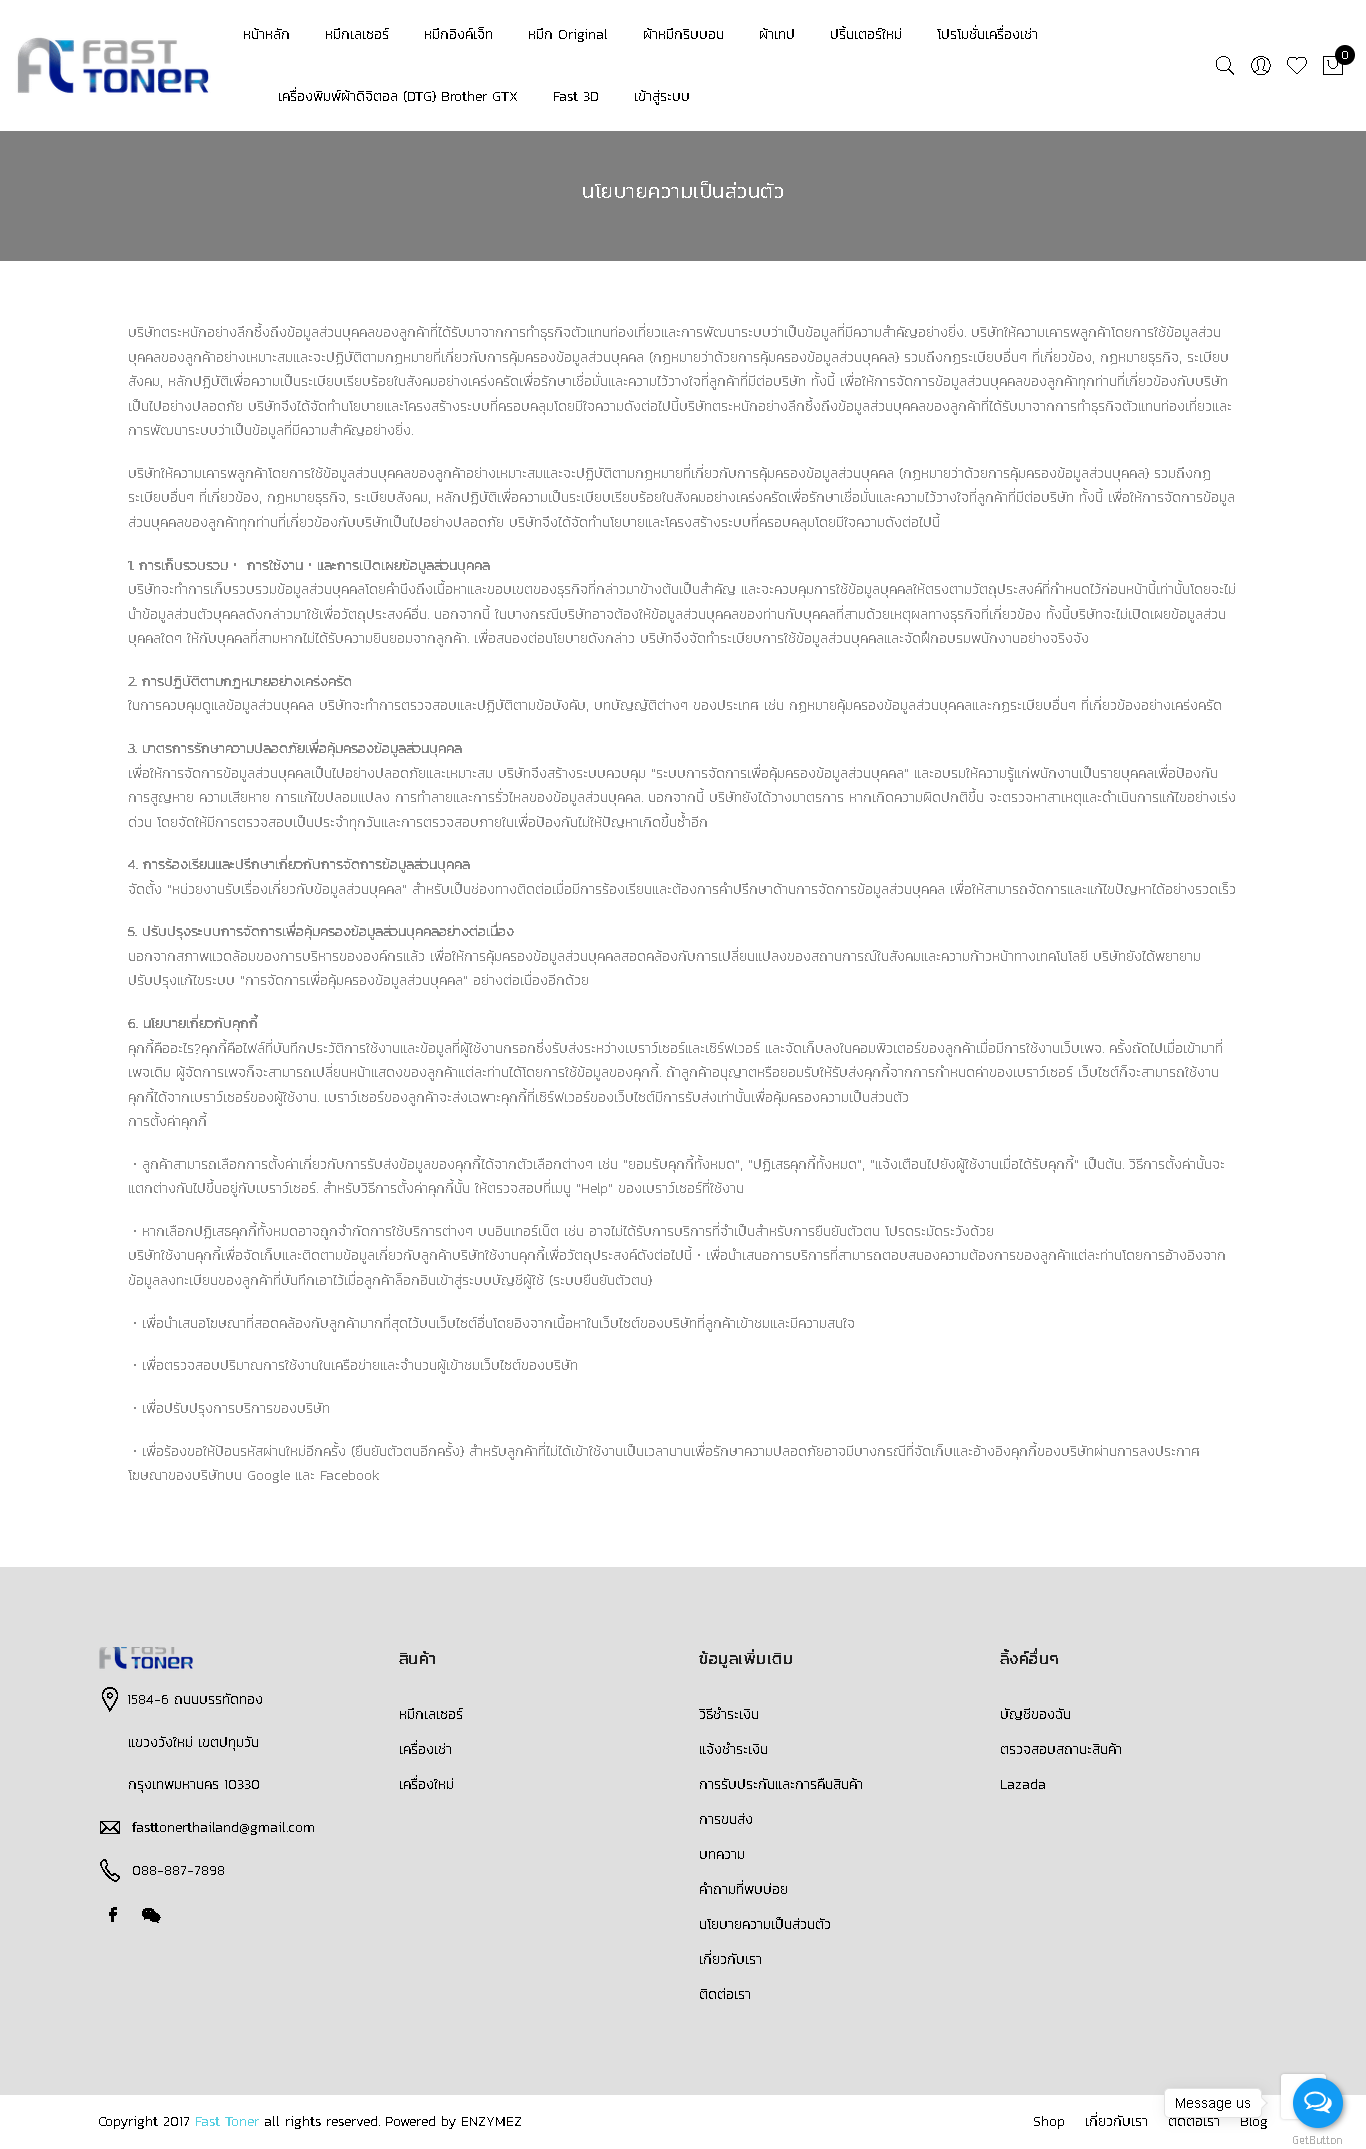 FAST TONER
หน้าหลัก หมึกเลเซอร์ หมึกอิงค์เจ็ท หมึก Original ผ้าหมึกริบบอน ผ้าเทป ปริ้นเตอร์ใหม่ โปรโมชั่นเครื่องเช่า
0
เครื่องพิมพ์ผ้าดิจิตอล (DTG) Brother GTX Fast 3D เข้าสู่ระบบ
นโยบายความเป็นส่วนตัว
บริษัทตระหนักอย่างลึกซึ้งถึงข้อมูลส่วนบุคคลของลูกค้าที่ได้รับมาจากการทำธุรกิจตัวแทนท่องเที่ยวและการพัฒนาระบบว่าเป็นข้อมูลที่มีความสำคัญอย่างยิ่ง. บริษัทให้ความเคารพลูกค้าโดยการใช้ข้อมูลส่วน
บุคคลของลูกค้าอย่างเหมาะสมและจะปฏิบัติตามกฎหมายที่เกี่ยวกับการคุ้มครองข้อมูลส่วนบุคคล (กฎหมายว่าด้วยการคุ้มครองข้อมูลส่วนบุคคล) รวมถึงกฎระเบียบอื่นๆ ที่เกี่ยวข้อง, กฎหมายธุรกิจ, ระเบียบ
สังคม, หลักปฏิบัติเพื่อความเป็นระเบียบเรียบร้อยในสังคมอย่างเคร่งครัดเพื่อรักษาเชื่อมั่นและความไว้วางใจที่ลูกค้าที่มีต่อบริษัท ทั้งนี้ เพื่อให้การจัดการข้อมูลส่วนบุคคลของลูกค้าทุกท่านที่เกี่ยวข้องกับบริษัท
เป็นไปอย่างปลอดภัย บริษัทจึงได้จัดทำนโยบายและโครงสร้างระบบที่ครอบคลุมโดยมีใจความดังต่อไปนี้บริษัทตระหนักอย่างลึกซึ้งถึงข้อมูลส่วนบุคคลของลูกค้าที่ได้รับมาจากการทำธุรกิจตัวแทนท่องเที่ยวและ
การพัฒนาระบบว่าเป็นข้อมูลที่มีความสำคัญอย่างยิ่ง.
บริษัทให้ความเคารพลูกค้าโดยการใช้ข้อมูลส่วนบุคคลของลูกค้าอย่างเหมาะสมและจะปฏิบัติตามกฎหมายที่เกี่ยวกับการคุ้มครองข้อมูลส่วนบุคคล (กฎหมายว่าด้วยการคุ้มครองข้อมูลส่วนบุคคล) รวมถึงกฎ
ระเบียบอื่นๆ ที่เกี่ยวข้อง, กฎหมายธุรกิจ, ระเบียบสังคม, หลักปฏิบัติเพื่อความเป็นระเบียบเรียบร้อยในสังคมอย่างเคร่งครัดเพื่อรักษาเชื่อมั่นและความไว้วางใจที่ลูกค้าที่มีต่อบริษัท ทั้งนี้ เพื่อให้การจัดการข้อมูล
ส่วนบุคคลของลูกค้าทุกท่านที่เกี่ยวข้องกับบริษัทเป็นไปอย่างปลอดภัย บริษัทจึงได้จัดทำนโยบายและโครงสร้างระบบที่ครอบคลุมโดยมีใจความดังต่อไปนี้
1. การเก็บรวบรวม・ การใช้งาน・และการเปิดเผยข้อมูลส่วนบุคคล
บริษัทจะทำการเก็บรวบรวมข้อมูลส่วนบุคคลโดยคำนึงถึงเนื้อหาและขอบเขตของธุรกิจที่กล่าวมาข้างต้นเป็นสำคัญ และจะควบคุมการใช้ข้อมูลบุคคลให้ตรงตามวัตถุประสงค์ที่กำหนดไว้ก่อนหน้านี้เท่านั้นโดยจะไม่
นำข้อมูลส่วนตัวบุคคลดังกล่าวมาใช้เพื่อวัตถุประสงค์อื่น. นอกจากนี้ ในบางกรณีบริษัทอาจต้องให้ข้อมูลส่วนบุคคลของท่านกับบุคคลที่สามด้วยเหตุผลทางธุรกิจที่เกี่ยวข้อง ทั้งนี้บริษัทจะไม่เปิดเผยข้อมูลส่วน
บุคคลใดๆ ให้กับบุคคลที่สามหากไม่ได้รับความยินยอมจากลูกค้า. เพื่อสนองต่อนโยบายดังกล่าว บริษัทจึงจัดทำระเบียบการใช้ข้อมูลส่วนบุคคลและจัดฝึกอบรมพนักงานอย่างจริงจัง
2. การปฏิบัติตามกฎหมายอย่างเคร่งครัด
ในการควบคุมดูแลข้อมูลส่วนบุคคล บริษัทจะทำการตรวจสอบและปฏิบัติตามข้อบังคับ, บทบัญญัติต่างๆ ของประเทศ เช่น กฎหมายคุ้มครองข้อมูลส่วนบุคคลและกฎระเบียบอื่นๆ ที่เกี่ยวข้องอย่างเคร่งครัด
3. มาตรการรักษาความปลอดภัยเพื่อคุ้มครองข้อมูลส่วนบุคคล
เพื่อให้การจัดการข้อมูลส่วนบุคคลเป็นไปอย่างปลอดภัยและเหมาะสม บริษัทจึงสร้างระบบควบคุม "ระบบการจัดการเพื่อคุ้มครองข้อมูลส่วนบุคคล" และอบรมให้ความรู้แก่พนักงานเป็นรายบุคคลเพื่อป้องกัน
การสูญหาย ความเสียหาย การแก้ไขปลอมแปลง การทำลายและการรั่วไหลของข้อมูลส่วนบุคคล. นอกจากนี้ บริษัทยังได้วางมาตรการ หากเกิดความผิดปกติขึ้น จะตรวจหาสาเหตุและดำเนินการแก้ไขอย่างเร่ง
ด่วน โดยจัดให้มีการตรวจสอบเป็นประจำทุกวันและการตรวจสอบภายในเพื่อป้องกันไม่ให้ปัญหาเกิดขึ้นซ้ำอีก
4. การร้องเรียนและปรึกษาเกี่ยวกับการจัดการข้อมูลส่วนบุคคล
จัดตั้ง "หน่วยงานรับเรื่องเกี่ยวกับข้อมูลส่วนบุคคล" สำหรับเป็นช่องทางติดต่อเมื่อมีการร้องเรียนและต้องการคำปรึกษาด้านการจัดการข้อมูลส่วนบุคคล เพื่อให้สามารถจัดการและแก้ไขปัญหาได้อย่างรวดเร็ว
5. ปรับปรุงระบบการจัดการเพื่อคุ้มครองข้อมูลส่วนบุคคลอย่างต่อเนื่อง
นอกจากสภาพแวดล้อมของการบริหารขององค์กรแล้ว เพื่อให้การคุ้มครองข้อมูลส่วนบุคคลสอดคล้องกับการเปลี่ยนแปลงของสถานการณ์ในสังคมและความก้าวหน้าทางเทคโนโลยี บริษัทยังได้พยายาม
ปรับปรุงแก้ไขระบบ "การจัดการเพื่อคุ้มครองข้อมูลส่วนบุคคล" อย่างต่อเนื่องอีกด้วย
6. นโยบายเกี่ยวกับคุกกี้
คุกกี้คืออะไร?คุกกี้คือไฟล์ที่บันทึกประวัติการใช้งานและข้อมูลที่ผู้ใช้งานกรอกซึ่งรับส่งระหว่างเบราว์เซอร์และเซิร์ฟเวอร์ และจัดเก็บลงในคอมพิวเตอร์ของลูกค้าเมื่อมีการใช้งานเว็บเพจ. ครั้งถัดไปเมื่อเข้ามาที่
เพจเดิม ผู้จัดการเพจก็จะสามารถเปลี่ยนหน้าแสดงของลูกค้าแต่ละท่านได้โดยการใช้ข้อมูลของคุกกี้. ถ้าลูกค้าอนุญาตหรือยอมรับให้รับส่งคุกกี้จากการกำหนดค่าของเบราว์เซอร์ เว็บไซต์ก็จะสามารถใช้งาน
คุกกี้ได้จากเบราว์เซอร์ของผู้ใช้งาน. เบราว์เซอร์ของลูกค้าจะส่งเฉพาะคุกกี้ที่เซิร์ฟเวอร์ของเว็บไซต์มีการรับส่งเท่านั้นเพื่อคุ้มครองความเป็นส่วนตัว
การตั้งค่าคุกกี้
・ลูกค้าสามารถเลือกการตั้งค่าเกี่ยวกับการรับส่งข้อมูลของคุกกี้ได้จากตัวเลือกต่างๆ เช่น "ยอมรับคุกกี้ทั้งหมด", "ปฏิเสธคุกกี้ทั้งหมด", "แจ้งเตือนไปยังผู้ใช้งานเมื่อได้รับคุกกี้" เป็นต้น. วิธีการตั้งค่านั้นจะ
แตกต่างกันไปขึ้นอยู่กับเบราว์เซอร์. สำหรับวิธีการตั้งค่าคุกกี้นั้น ให้ตรวจสอบที่เมนู "Help" ของเบราว์เซอร์ที่ใช้งาน
・หากเลือกปฏิเสธคุกกี้ทั้งหมดอาจถูกจำกัดการใช้บริการต่างๆ บนอินเทอร์เน็ต เช่น อาจไม่ได้รับการบริการที่จำเป็นสำหรับการยืนยันตัวตน โปรดระมัดระวังด้วย
บริษัทใช้งานคุกกี้เพื่อจัดเก็บและติดตามข้อมูลเกี่ยวกับลูกค้าบริษัทใช้งานคุกกี้เพื่อวัตถุประสงค์ดังต่อไปนี้・เพื่อนำเสนอการบริการที่สามารถตอบสนองความต้องการของลูกค้าแต่ละท่านโดยการอ้างอิงจาก
ข้อมูลลงทะเบียนของลูกค้าที่บันทึกเอาไว้เมื่อลูกค้าล็อกอินเข้าสู่ระบบบัญชีผู้ใช้ (ระบบยืนยันตัวตน)
・เพื่อนำเสนอโฆษณาที่สอดคล้องกับลูกค้ามากที่สุดไว้บนเว็บไซต์อื่นโดยอิงจากเนื้อหาในเว็บไซต์ของบริษัทที่ลูกค้าเข้าชมและมีความสนใจ
・เพื่อตรวจสอบปริมาณการใช้งานในเครือข่ายและจำนวนผู้เข้าชมเว็บไซต์ของบริษัท
・เพื่อปรับปรุงการบริการของบริษัท
・เพื่อร้องขอให้ป้อนรหัสผ่านใหม่อีกครั้ง (ยืนยันตัวตนอีกครั้ง) สำหรับลูกค้าที่ไม่ได้เข้าใช้งานเป็นเวลานานเพื่อรักษาความปลอดภัยอาจมีบางกรณีที่จัดเก็บและอ้างอิงคุกกี้ของบริษัทผ่านการลงประกาศ
โฆษณาของบริษัทบน Google และ Facebook
FAST TONER
1584-6 ถนนบรรทัดทอง
แขวงวังใหม่ เขตปทุมวัน
กรุงเทพมหานคร 10330
fasttonerthailand@gmail.com
088-887-7898
สินค้า
หมึกเลเซอร์
เครื่องเช่า
เครื่องใหม่
ข้อมูลเพิ่มเติม
วิธีชำระเงิน
แจ้งชำระเงิน
การรับประกันและการคืนสินค้า
การขนส่ง
บทความ
คำถามที่พบบ่อย
นโยบายความเป็นส่วนตัว
เกี่ยวกับเรา
ติดต่อเรา
ลิ้งค์อื่นๆ
บัญชีของฉัน
ตรวจสอบสถานะสินค้า
Lazada
Message us
Copyright 2017 Fast Toner all rights reserved. Powered by ENZYMEZ
Shop เกี่ยวกับเรา ติดต่อเรา Blog
GetButton